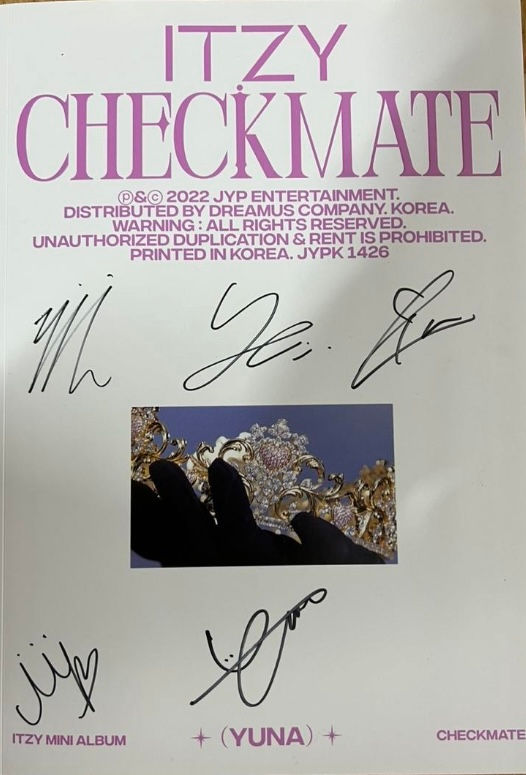 ITZY
CHECKMATE
Ⓟ&© 2022 JYP ENTERTAINMENT.
DISTRIBUTED BY DREAMUS COMPANY. KOREA.
WARNING : ALL RIGHTS RESERVED.
UNAUTHORIZED DUPLICATION & RENT IS PROHIBITED.
PRINTED IN KOREA. JYPK 1426
ITZY MINI ALBUM (YUNA) CHECKMATE